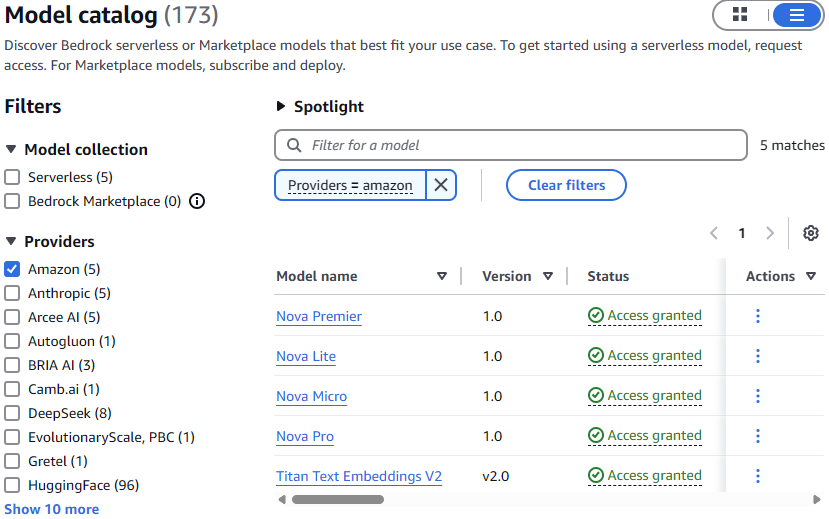 Model catalog (173)
Discover Bedrock serverless or Marketplace models that best fit your use case. To get started using a serverless model, request
access. For Marketplace models, subscribe and deploy.
Filters
Model collection
Serverless (5)
Bedrock Marketplace (0)
Providers
Amazon (5)
Anthropic (5)
Arcee AI (5)
Autogluon (1)
BRIA AI (3)
Camb.ai (1)
DeepSeek (8)
EvolutionaryScale, PBC (1)
Gretel (1)
HuggingFace (96)
Show 10 more
Spotlight
Filter for a model
5 matches
Providers = amazon
Clear filters
1
Model name Version Status Actions
Nova Premier 1.0 Access granted
Nova Lite 1.0 Access granted
Nova Micro 1.0 Access granted
Nova Pro 1.0 Access granted
Titan Text Embeddings V2 v2.0 Access granted